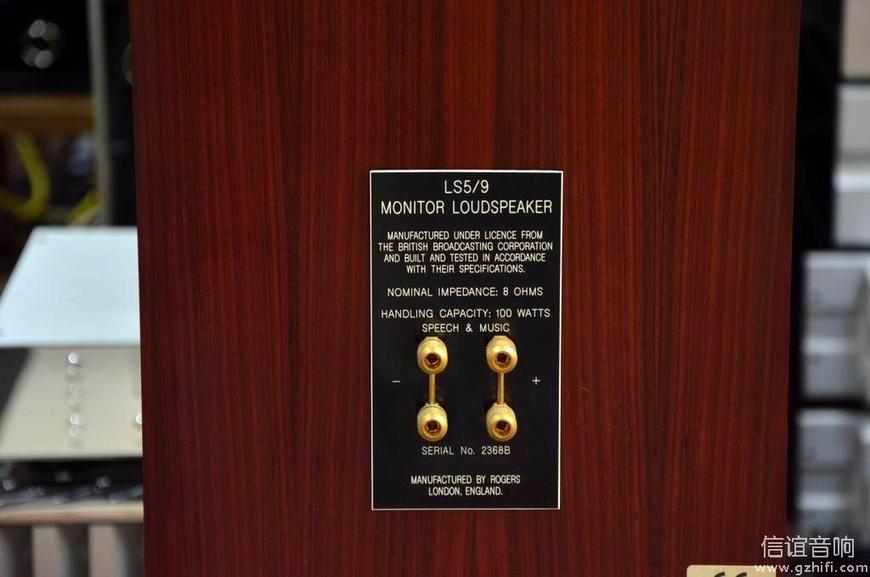 LS5/9
MONITOR LOUDSPEAKER
MANUFACTURED UNDER LICENCE FROM
THE BRITISH BROADCASTING CORPORATION
AND BUILT AND TESTED IN ACCORDANCE
WITH THEIR SPECIFICATIONS.
NOMINAL IMPEDANCE: 8 OHMS
HANDLING CAPACITY: 100 WATTS
SPEECH & MUSIC
− +
SERIAL No. 2368B
MANUFACTURED BY ROGERS
LONDON, ENGLAND.
信谊音响
www.gzhifi.com